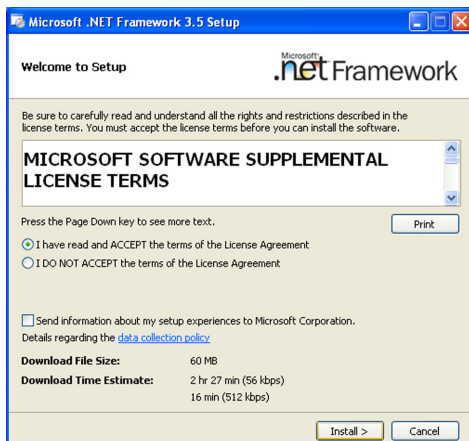 Microsoft .NET Framework 3.5 Setup
Welcome to Setup
Microsoft
.net Framework
Be sure to carefully read and understand all the rights and restrictions described in the
license terms. You must accept the license terms before you can install the software.
MICROSOFT SOFTWARE SUPPLEMENTAL
LICENSE TERMS
Press the Page Down key to see more text.
Print
I have read and ACCEPT the terms of the License Agreement
I DO NOT ACCEPT the terms of the License Agreement
Send information about my setup experiences to Microsoft Corporation.
Details regarding the data collection policy
Download File Size: 60 MB
Download Time Estimate: 2 hr 27 min (56 kbps)
16 min (512 kbps)
Install > Cancel